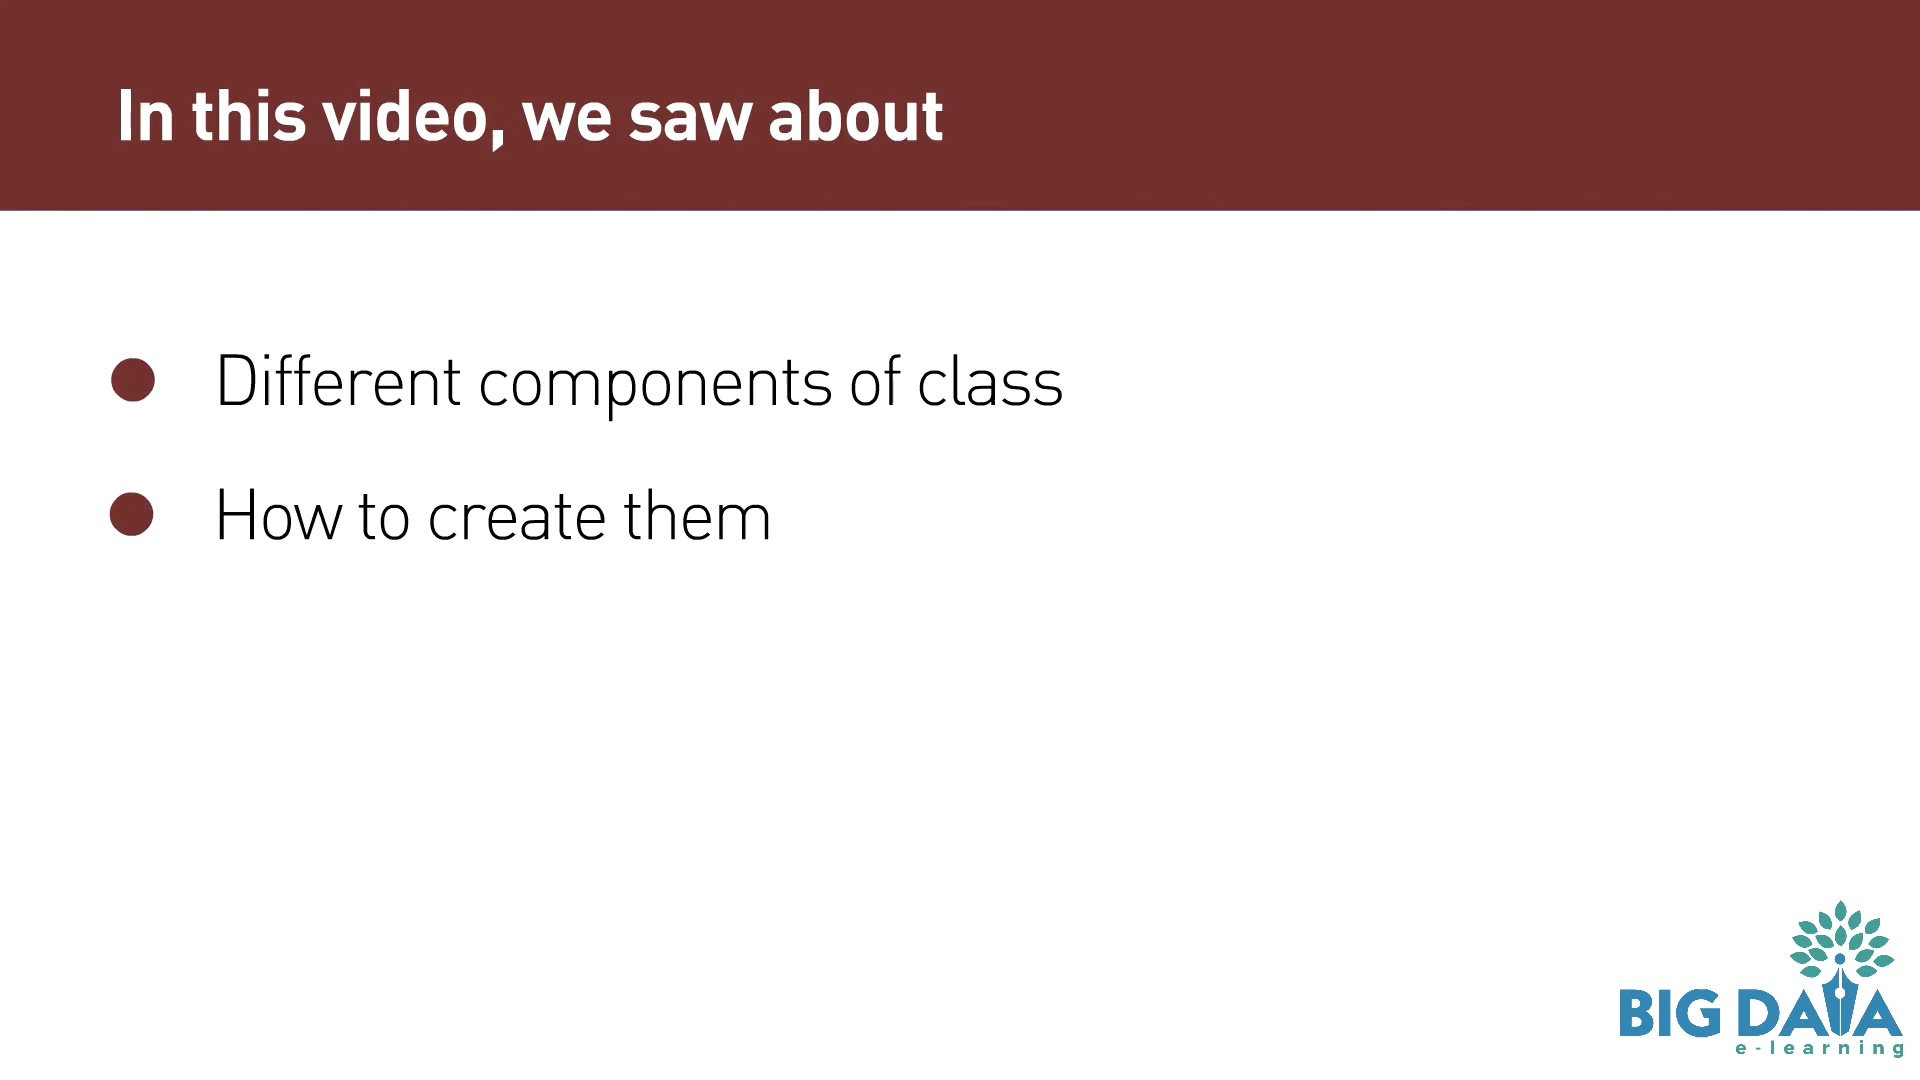 In this video, we saw about
Different components of class
How to create them
BIG DATA
e-learning